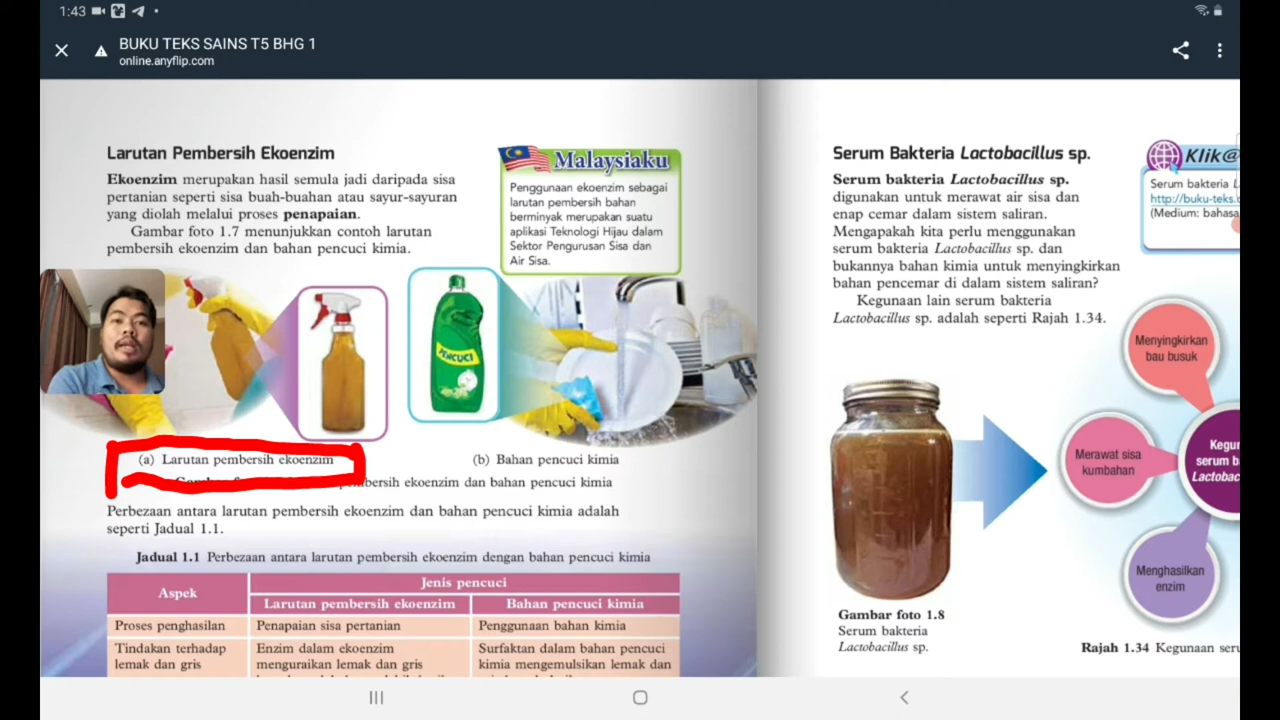 1:43
BUKU TEKS SAINS T5 BHG 1
online.anyflip.com
Larutan Pembersih Ekoenzim
Ekoenzim merupakan hasil semula jadi daripada sisa
pertanian seperti sisa buah-buahan atau sayur-sayuran
yang diolah melalui proses penapaian.
Gambar foto 1.7 menunjukkan contoh larutan
pembersih ekoenzim dan bahan pencuci kimia.
Malaysiaku
Penggunaan ekoenzim sebagai
larutan pembersih bahan
berminyak merupakan suatu
aplikasi Teknologi Hijau dalam
Sektor Pengurusan Sisa dan
Air Sisa.
PENCUCI
(a) Larutan pembersih ekoenzim
(b) Bahan pencuci kimia
pembersih ekoenzim dan bahan pencuci kimia
Perbezaan antara larutan pembersih ekoenzim dan bahan pencuci kimia adalah
seperti Jadual 1.1.
Jadual 1.1 Perbezaan antara larutan pembersih ekoenzim dengan bahan pencuci kimia
Aspek
Jenis pencuci
Larutan pembersih ekoenzim
Bahan pencuci kimia
Proses penghasilan
Penapaian sisa pertanian
Penggunaan bahan kimia
Tindakan terhadap
lemak dan gris
Enzim dalam ekoenzim
menguraikan lemak dan gris
Surfaktan dalam bahan pencuci
kimia mengemulsikan lemak dan
Serum Bakteria Lactobacillus sp.
Serum bakteria Lactobacillus sp.
digunakan untuk merawat air sisa dan
enap cemar dalam sistem saliran.
Mengapakah kita perlu menggunakan
serum bakteria Lactobacillus sp. dan
bukannya bahan kimia untuk menyingkirkan
bahan pencemar di dalam sistem saliran?
Kegunaan lain serum bakteria
Lactobacillus sp. adalah seperti Rajah 1.34.
Klik@
Serum bakteria L
http://buku-teks.c
(Medium: bahasa
Menyingkirkan
bau busuk
Merawat sisa
kumbahan
Menghasilkan
enzim
Kegun
serum b
Lactobac
Gambar foto 1.8
Serum bakteria
Lactobacillus sp.
Rajah 1.34 Kegunaan seru